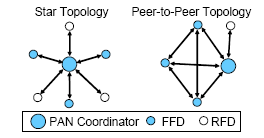 Star Topology
Peer-to-Peer Topology
PAN Coordinator
FFD
RFD